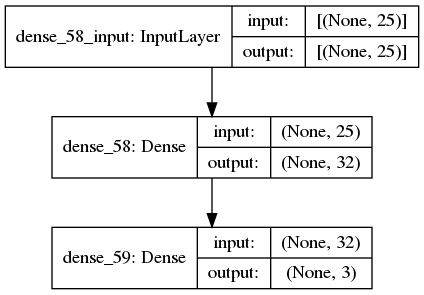 dense_58_input: InputLayer
input: [(None, 25)]
output: [(None, 25)]
dense_58: Dense
input: (None, 25)
output: (None, 32)
dense_59: Dense
input: (None, 32)
output: (None, 3)